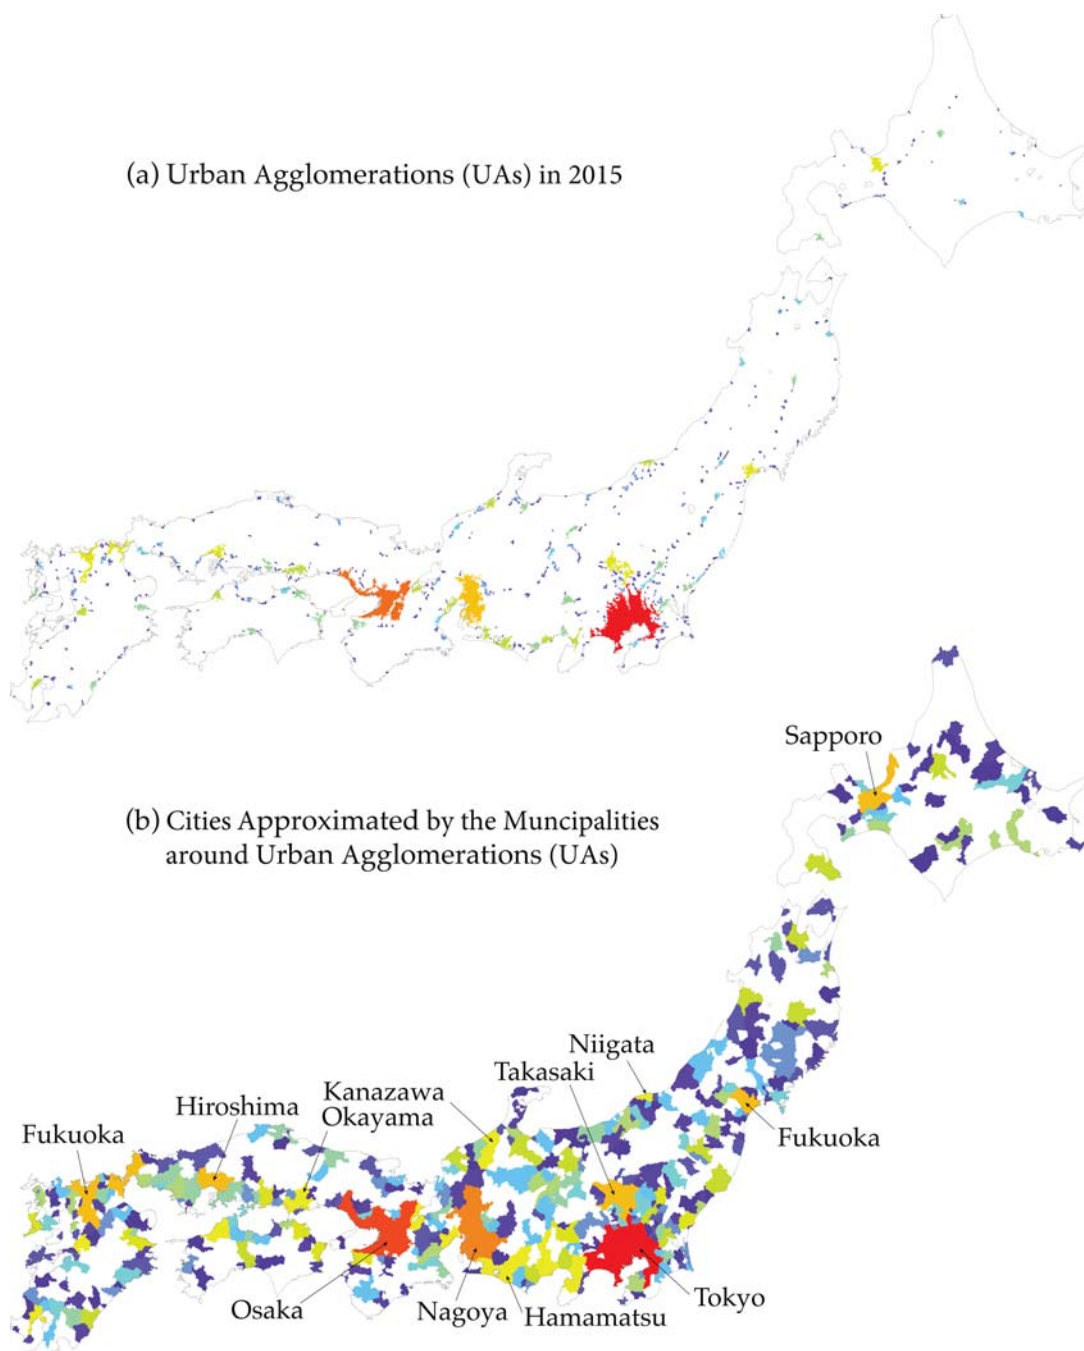 (a) Urban Agglomerations (UAs) in 2015
Sapporo
(b) Cities Approximated by the Muncipalities
around Urban Agglomerations (UAs)
Niigata
Takasaki
Kanazawa
Hiroshima
Okayama
Fukuoka
Fukuoka
Osaka
Nagoya
Hamamatsu
Tokyo